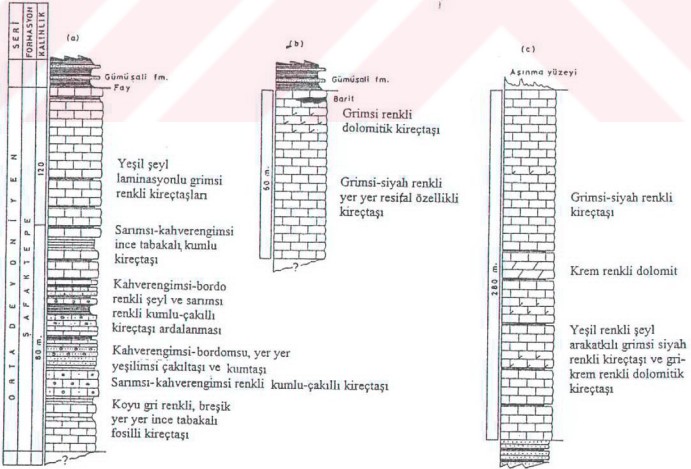 SERİ
FORMASYON
KALINLIK
ORTA DEVONİYEN
ŞAFAKTEPE
120
80 m.
(a)
Gümüşali fm.
Fay
Yeşil şeyl
laminasyonlu grimsi
renkli kireçtaşları
Sarımsı-kahverengimsi
ince tabakalı, kumlu
kireçtaşı
Kahverengimsi-bordo
renkli şeyl ve sarımsı
renkli kumlu-çakıllı
kireçtaşı ardalanması
Kahverengimsi-bordomsu, yer yer
yeşilimsi çakıltaşı ve kumtaşı
Sarımsı-kahverengimsi renkli kumlu-çakıllı kireçtaşı
Koyu gri renkli, breşik
yer yer ince tabakalı
fosilli kireçtaşı
?
(b)
Gümüşali fm.
Barit
60 m.
Grimsi renkli
dolomitik kireçtaşı
Grimsi-siyah renkli
yer yer resifal özellikli
kireçtaşı
?
(c)
Aşınma yüzeyi
280 m.
Grimsi-siyah renkli
kireçtaşı
Krem renkli dolomit
Yeşil renkli şeyl
arakatkılı grimsi siyah
renkli kireçtaşı ve gri-
krem renkli dolomitik
kireçtaşı